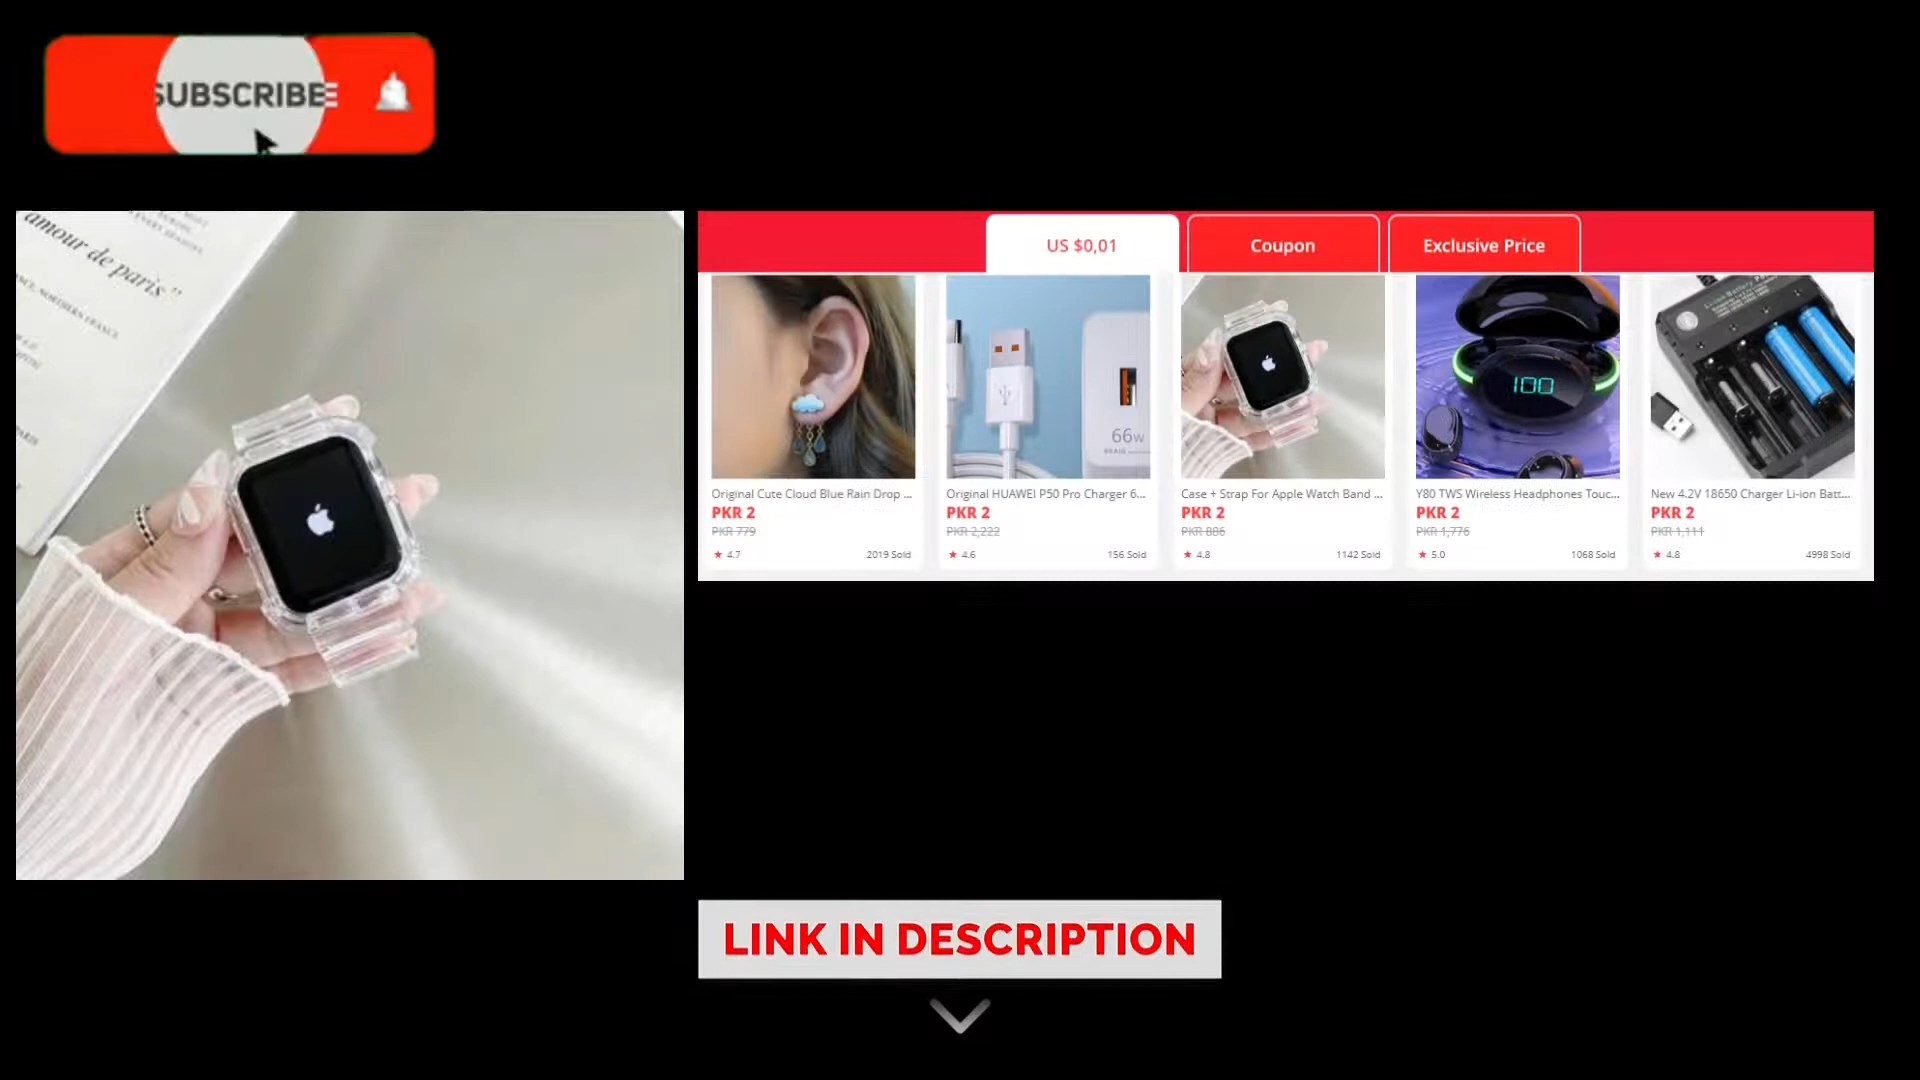 SUBSCRIBE
amour de paris"
US $0,01
Coupon
Exclusive Price
100
66W
Original Cute Cloud Blue Rain Drop ...
PKR 2
PKR 779
4.7
2019 Sold
Original HUAWEI P50 Pro Charger 6...
PKR 2
PKR 2,222
4.6
156 Sold
Case + Strap For Apple Watch Band ...
PKR 2
PKR 886
4.8
1142 Sold
Y80 TWS Wireless Headphones Touc...
PKR 2
PKR 1,776
5.0
1068 Sold
New 4.2V 18650 Charger Li-ion Batt...
PKR 2
PKR 1,111
4.8
4998 Sold
LINK IN DESCRIPTION